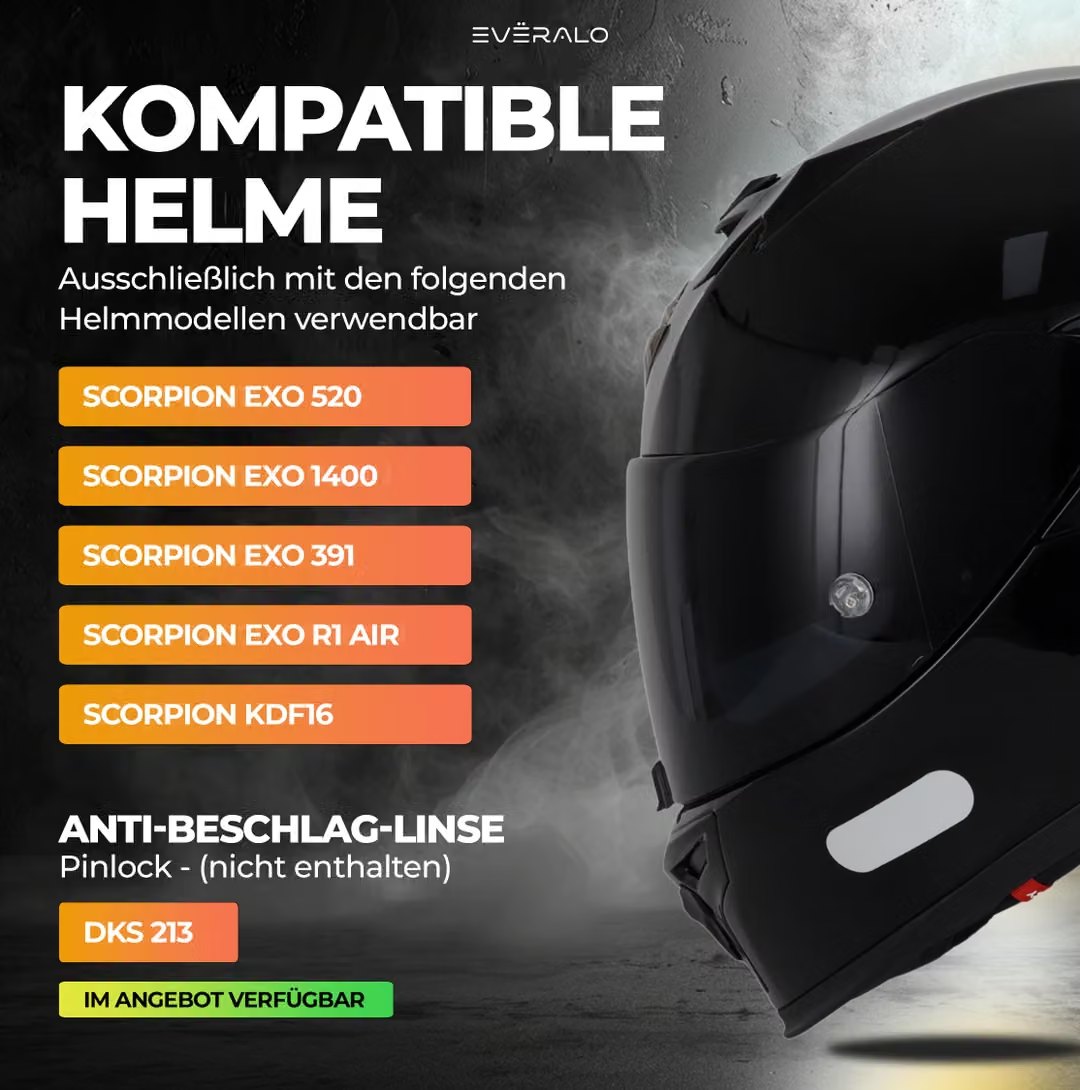 EVËRALO
KOMPATIBLE
HELME
Ausschließlich mit den folgenden
Helmmodellen verwendbar
SCORPION EXO 520
SCORPION EXO 1400
SCORPION EXO 391
SCORPION EXO R1 AIR
SCORPION KDF16
ANTI-BESCHLAG-LINSE
Pinlock - (nicht enthalten)
DKS 213
IM ANGEBOT VERFÜGBAR